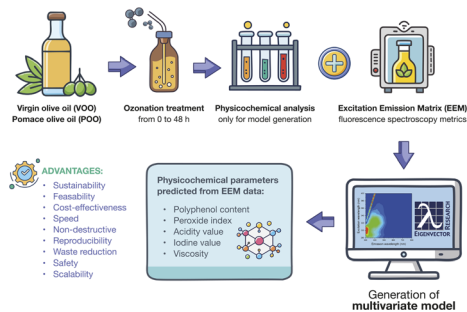 Virgin olive oil (VOO)
Pomace olive oil (POO)
Ozonation treatment
from 0 to 48 h
Physicochemical analysis
only for model generation
Excitation Emission Matrix (EEM)
fluorescence spectroscopy metrics
ADVANTAGES:
• Sustainability
• Feasability
• Cost-effectiveness
• Speed
• Non-destructive
• Reproducibility
• Waste reduction
• Safety
• Scalability
Physicochemical parameters
predicted from EEM data:
• Polyphenol content
• Peroxide index
• Acidity value
• Iodine value
• Viscosity
EIGENVECTOR
RESEARCH
Generation of
multivariate model